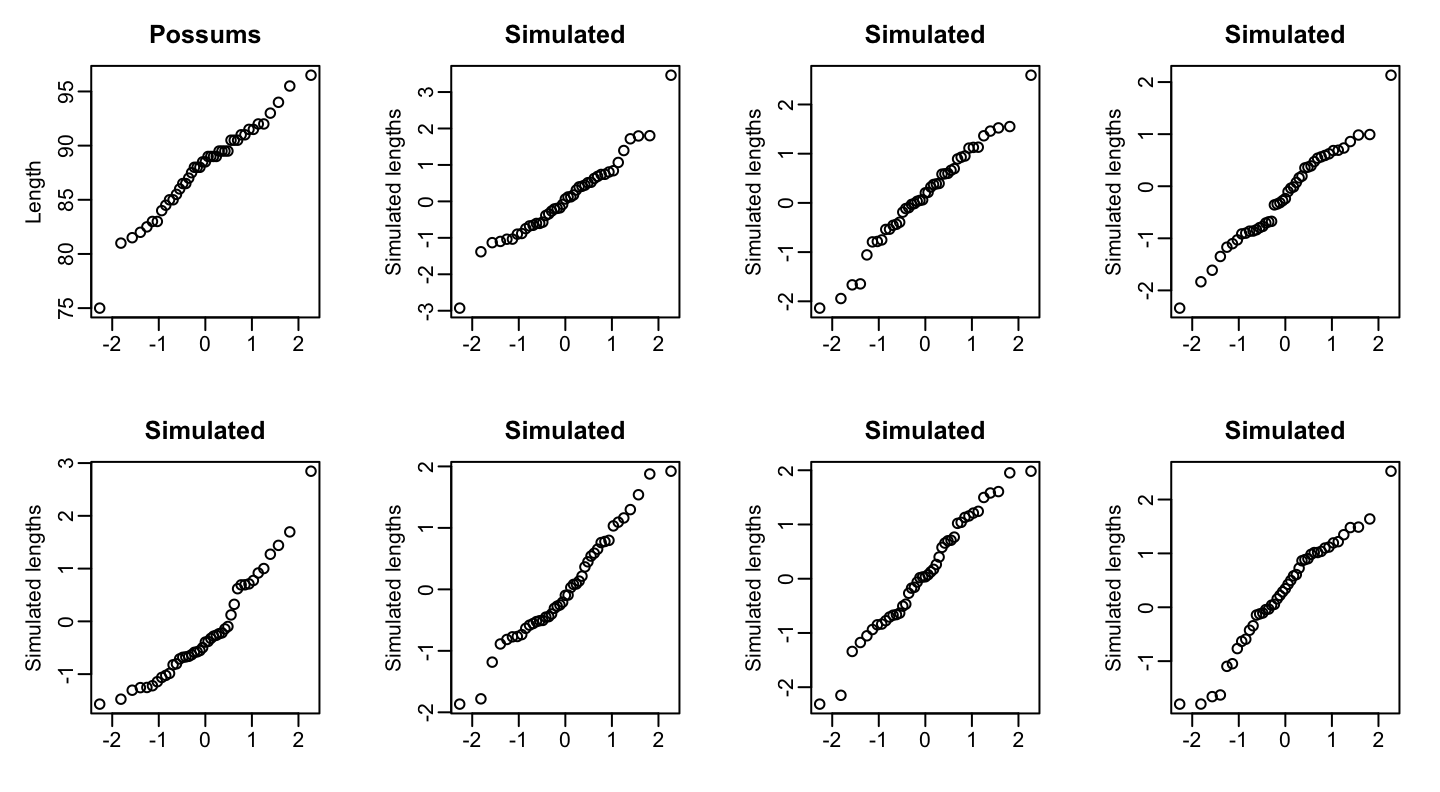 Possums
Simulated
Simulated
Simulated
Length
75 80 85 90 95
-2 -1 0 1 2
Simulated lengths
-3 -2 -1 0 1 2 3
-2 -1 0 1 2
Simulated lengths
-2 -1 0 1 2
-2 -1 0 1 2
Simulated lengths
-2 -1 0 1 2
-2 -1 0 1 2
Simulated
Simulated
Simulated
Simulated
Simulated lengths
-1 0 1 2 3
-2 -1 0 1 2
Simulated lengths
-2 -1 0 1 2
-2 -1 0 1 2
Simulated lengths
-2 -1 0 1 2
-2 -1 0 1 2
Simulated lengths
-1 0 1 2
-2 -1 0 1 2